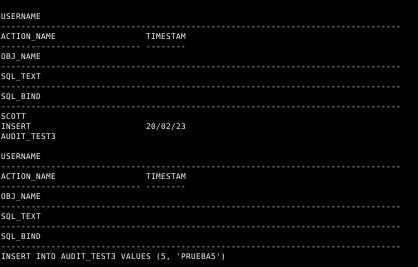 USERNAME
--------------------------------------------------------------------------------
ACTION_NAME                  TIMESTAM
---------------------------- --------
OBJ_NAME
--------------------------------------------------------------------------------
SQL_TEXT
--------------------------------------------------------------------------------
SQL_BIND
--------------------------------------------------------------------------------
SCOTT
INSERT                       20/02/23
AUDIT_TEST3
USERNAME
--------------------------------------------------------------------------------
ACTION_NAME                  TIMESTAM
---------------------------- --------
OBJ_NAME
--------------------------------------------------------------------------------
SQL_TEXT
--------------------------------------------------------------------------------
SQL_BIND
--------------------------------------------------------------------------------
INSERT INTO AUDIT_TEST3 VALUES (5, 'PRUEBA5')